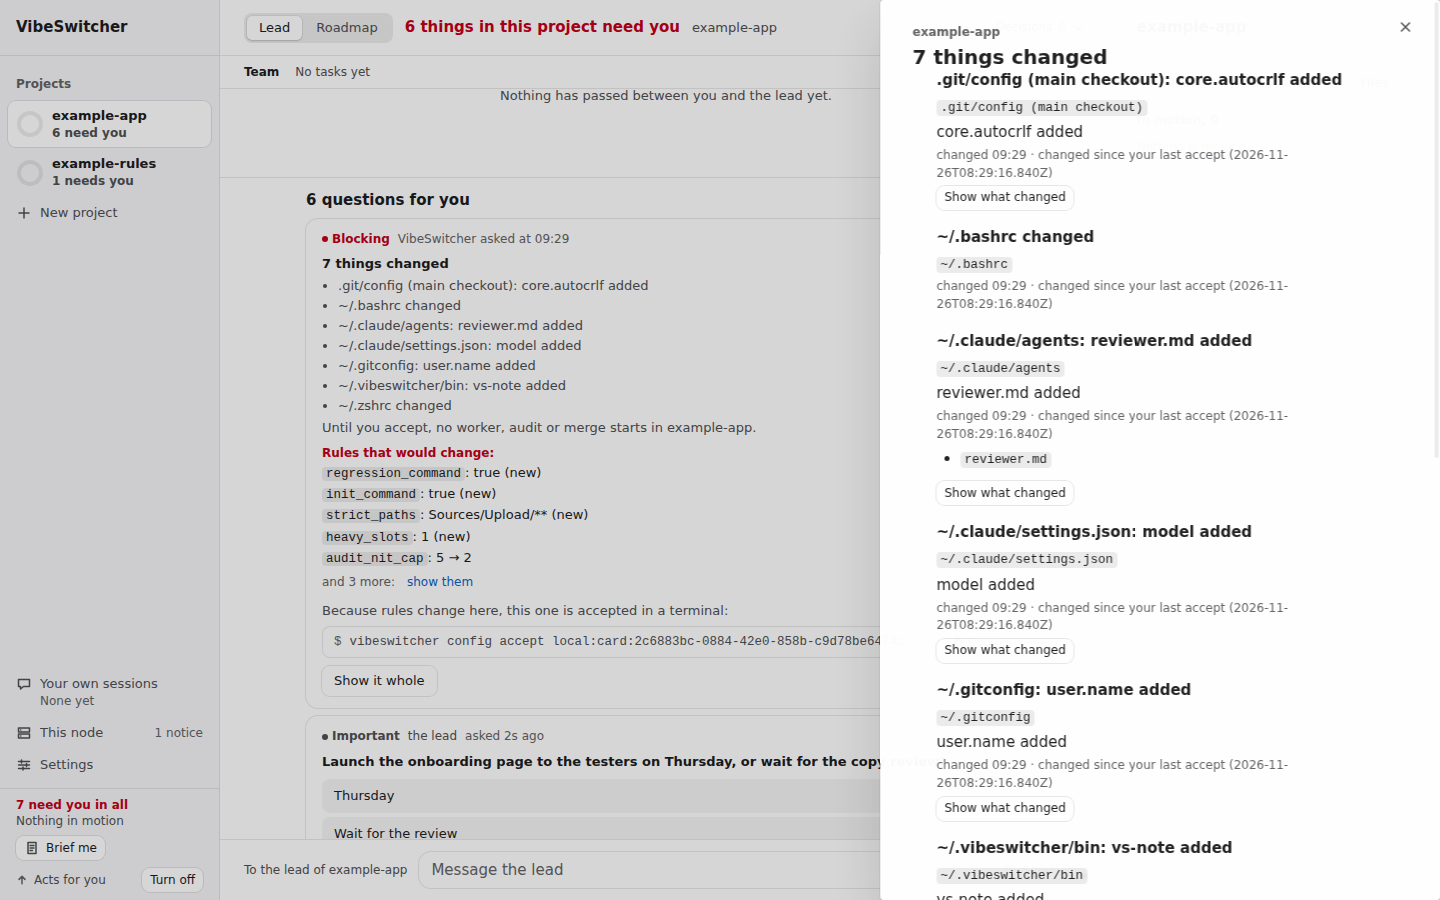 VibeSwitcher
Projects
example-app
6 need you
example-rules
1 needs you
New project
Your own sessions
None yet
This node
1 notice
Settings
7 need you in all
Nothing in motion
Brief me
Acts for you
Turn off
Lead
Roadmap
6 things in this project need you
example-app
Team
No tasks yet
Nothing has passed between you and the lead yet.
6 questions for you
Blocking VibeSwitcher asked at 09:29
7 things changed
• .git/config (main checkout): core.autocrlf added
• ~/.bashrc changed
• ~/.claude/agents: reviewer.md added
• ~/.claude/settings.json: model added
• ~/.gitconfig: user.name added
• ~/.vibeswitcher/bin: vs-note added
• ~/.zshrc changed
Until you accept, no worker, audit or merge starts in example-app.
Rules that would change:
regression_command: true (new)
init_command: true (new)
strict_paths: Sources/Upload/** (new)
heavy_slots: 1 (new)
audit_nit_cap: 5 → 2
and 3 more: show them
Because rules change here, this one is accepted in a terminal:
$ vibeswitcher config accept local:card:2c6883bc-0884-42e0-858b-c9d78be64
Show it whole
Important the lead asked 2s ago
Launch the onboarding page to the testers on Thursday, or wait for the copy
Thursday
Wait for the review
To the lead of example-app
Message the lead
example-app
7 things changed
.git/config (main checkout): core.autocrlf added
.git/config (main checkout)
core.autocrlf added
changed 09:29 · changed since your last accept (2026-11-
26T08:29:16.840Z)
Show what changed
~/.bashrc changed
~/.bashrc
changed 09:29 · changed since your last accept (2026-11-
26T08:29:16.840Z)
~/.claude/agents: reviewer.md added
~/.claude/agents
reviewer.md added
changed 09:29 · changed since your last accept (2026-11-
26T08:29:16.840Z)
• reviewer.md
Show what changed
~/.claude/settings.json: model added
~/.claude/settings.json
model added
changed 09:29 · changed since your last accept (2026-11-
26T08:29:16.840Z)
Show what changed
~/.gitconfig: user.name added
~/.gitconfig
user.name added
changed 09:29 · changed since your last accept (2026-11-
26T08:29:16.840Z)
Show what changed
~/.vibeswitcher/bin: vs-note added
~/.vibeswitcher/bin
vs-note added